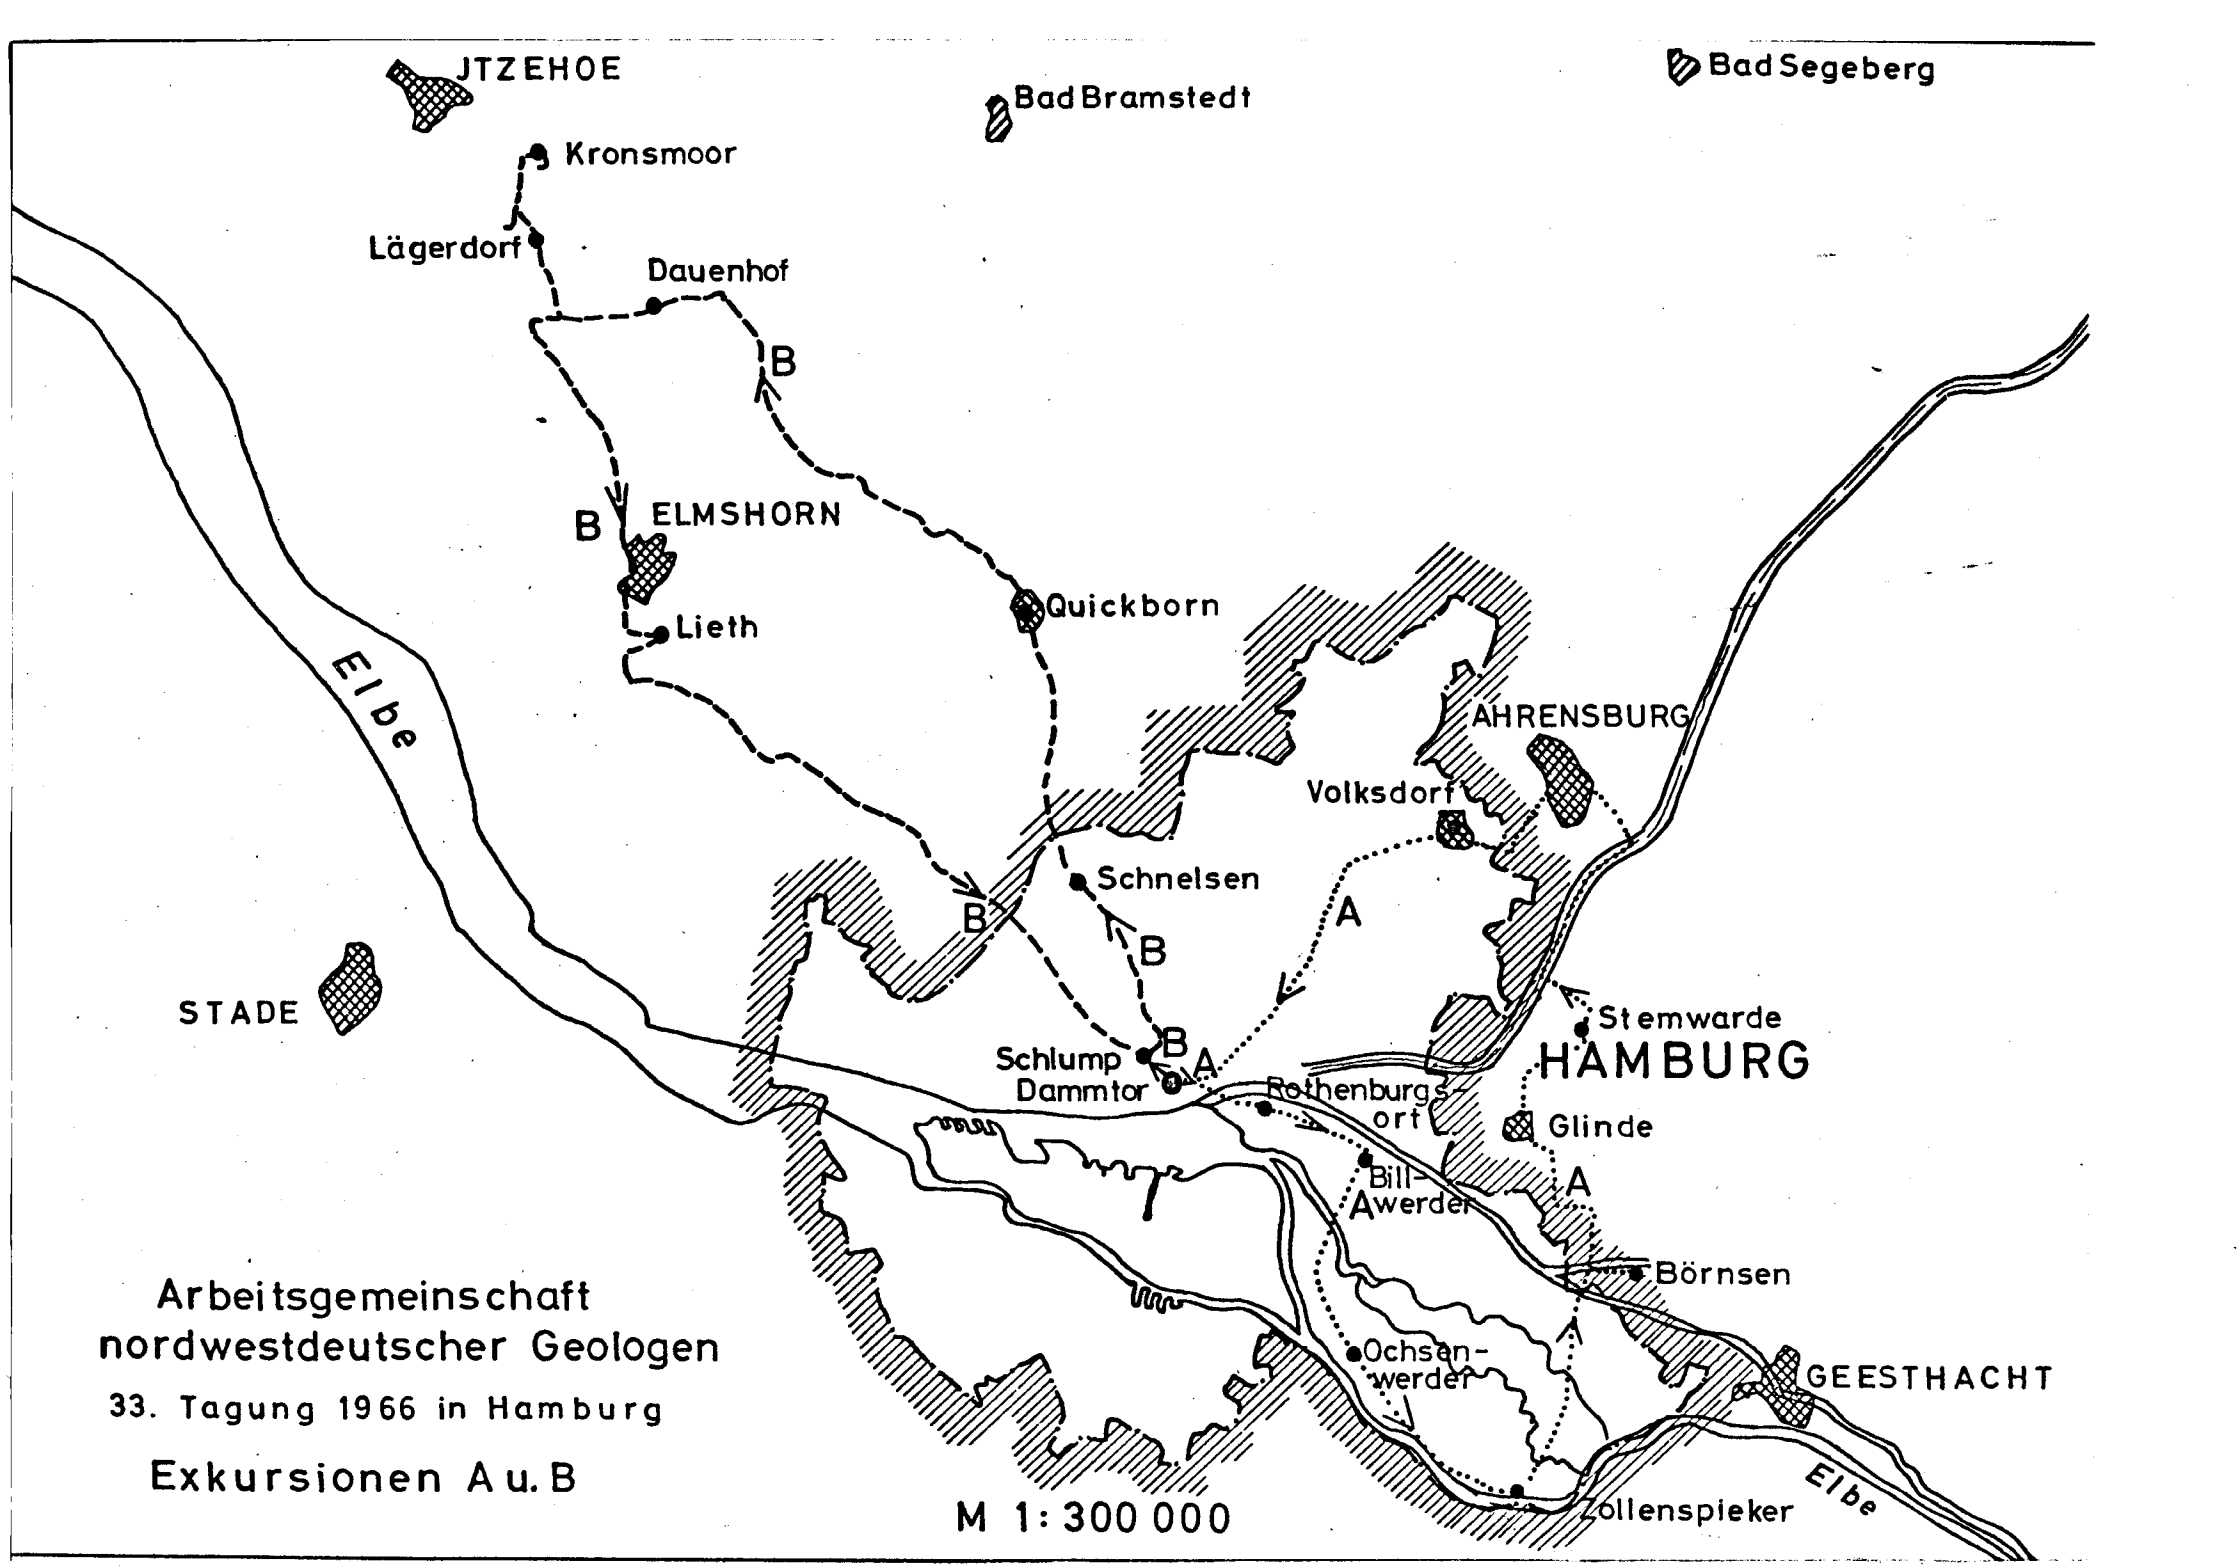 JTZEHOE
Bad Segeberg
Bad Bramstedt
Kronsmoor
Lägerdorf
Dauenhof
B
B
ELMSHORN
Quickborn
Lieth
Elbe
AHRENSBURG
Volksdorf
Schnelsen
A
B
B
STADE
Stemwarde
B
A
Schlump
HAMBURG
Dammtor
Rothenburgs-
ort
Glinde
Bill-
werder
A
A
Börnsen
Arbeitsgemeinschaft
nordwestdeutscher Geologen
33. Tagung 1966 in Hamburg
Exkursionen A u. B
Ochsen-
werder
GEESTHACHT
Elbe
Zollenspieker
M 1:300 000